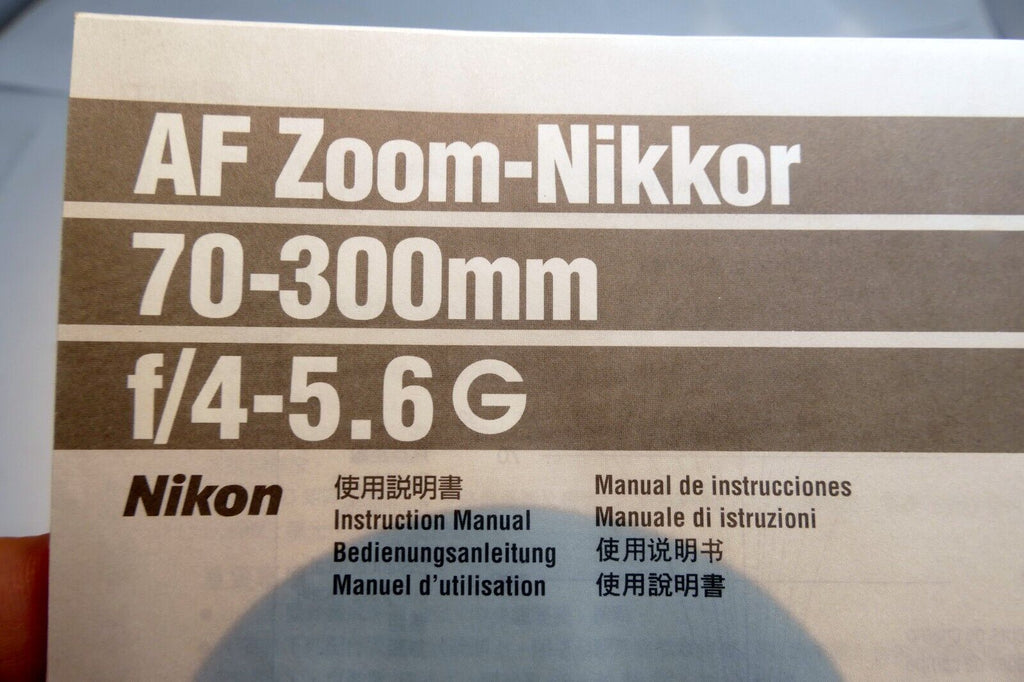 AF Zoom-Nikkor
70-300mm
f/4-5.6 G
Nikon
使用説明書
Instruction Manual
Bedienungsanleitung
Manuel d'utilisation
Manual de instrucciones
Manuale di istruzioni
使用说明书
使用說明書